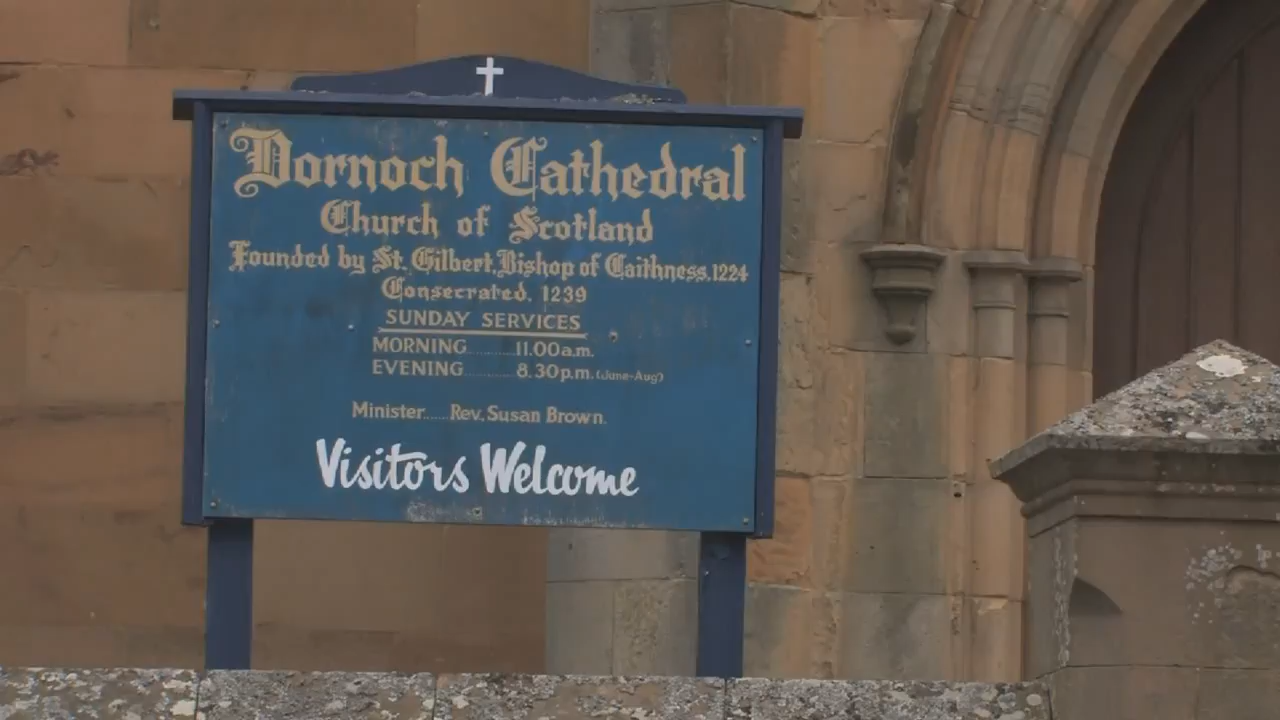 Dornoch Cathedral
Church of Scotland
Founded by St. Gilbert, Bishop of Caithness, 1224
Consecrated, 1239
SUNDAY SERVICES
MORNING..........11.00a.m.
EVENING..........8.30p.m. (June-Aug)
Minister......Rev. Susan Brown.
Visitors Welcome